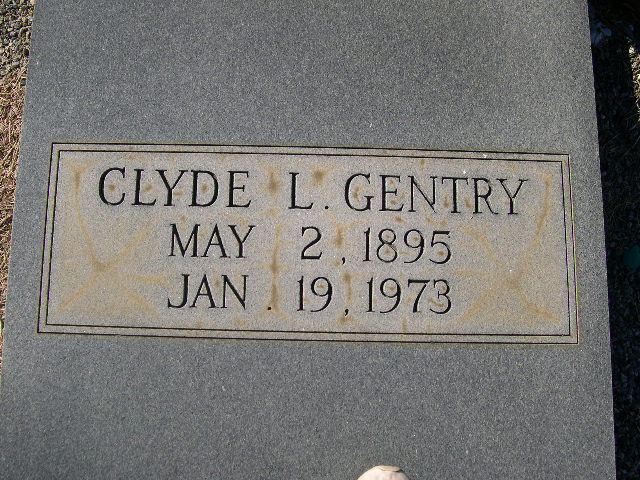 CLYDE L. GENTRY
MAY 2, 1895
JAN. 19, 1973